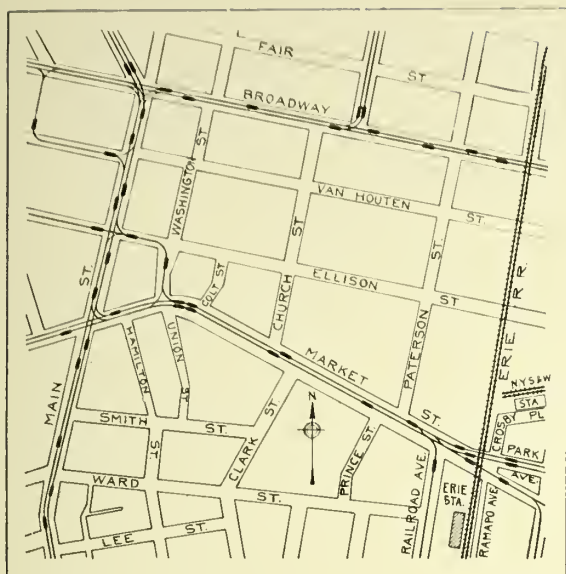 FAIR ST
BROADWAY
WASHINGTON ST
VAN HOUTEN ST.
CHURCH ST
ELLISON ST
COLT ST
PATERSON ST.
ERIE R.R.
MAIN ST.
HAMILTON ST
UNION ST
MARKET ST.
N.Y.S&W STA
CROSBY PL
SMITH ST.
CLARK ST.
N
PRINCE ST.
PARK AVE.
WARD ST.
RAILROAD AVE.
ERIE STA.
RAMAPO AVE
LEE ST.